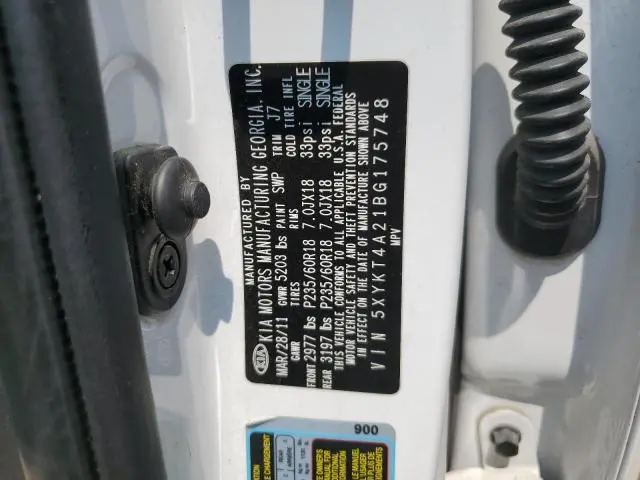 MANUFACTURED BY
KIA KIA MOTORS MANUFACTURING GEORGIA, INC.
MAR/28/11 GVWR 5203 lbs PAINT SWP TRIM J7
GAWR TIRES RIMS COLD TIRE INFL
FRONT 2977 lbs P235/60R18 7.0JX18 33psi SINGLE
REAR 3197 lbs P235/60R18 7.0JX18 33psi SINGLE
THIS VEHICLE CONFORMS TO ALL APPLICABLE U.S.A. FEDERAL
MOTOR VEHICLE SAFETY AND THEFT PREVENTION STANDARDS
IN EFFECT ON THE DATE OF MANUFACTURE SHOWN ABOVE
VIN 5XYKT4A21BG175748
MPV
900